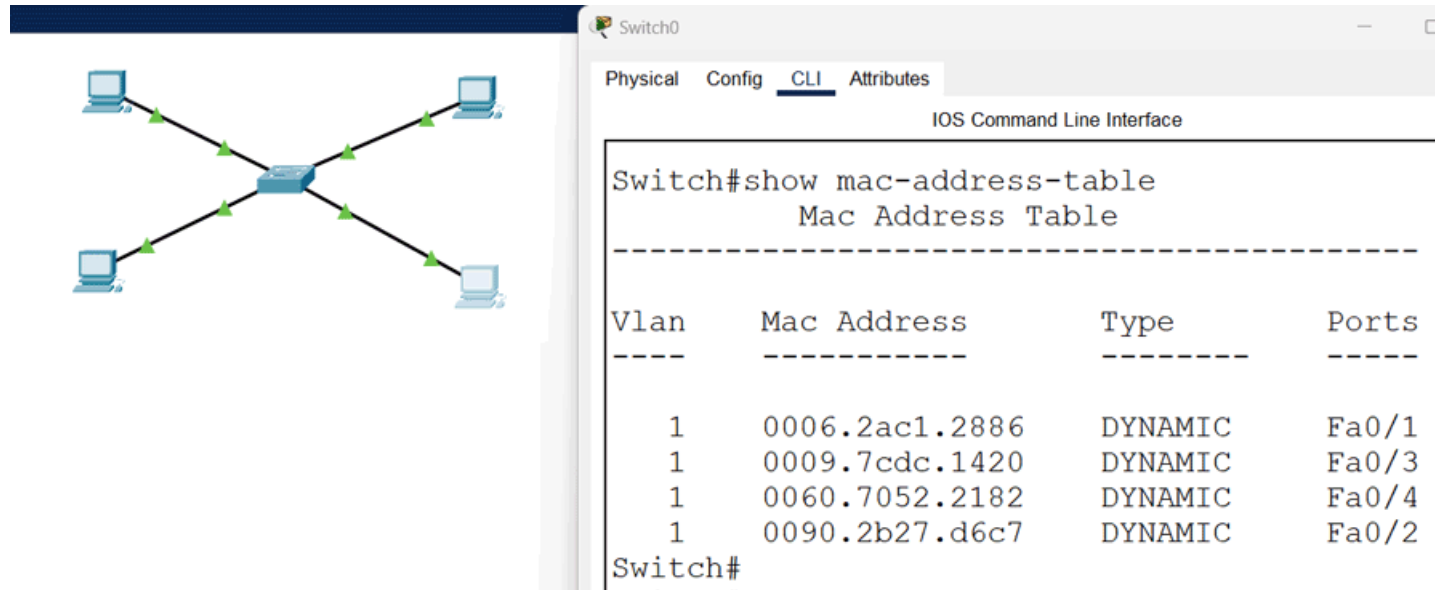 Switch0
Physical Config CLI Attributes
IOS Command Line Interface
Switch#show mac-address-table
Mac Address Table
-------------------------------------------
Vlan Mac Address Type Ports
---- ----------- -------- -----
1 0006.2ac1.2886 DYNAMIC Fa0/1
1 0009.7cdc.1420 DYNAMIC Fa0/3
1 0060.7052.2182 DYNAMIC Fa0/4
1 0090.2b27.d6c7 DYNAMIC Fa0/2
Switch#